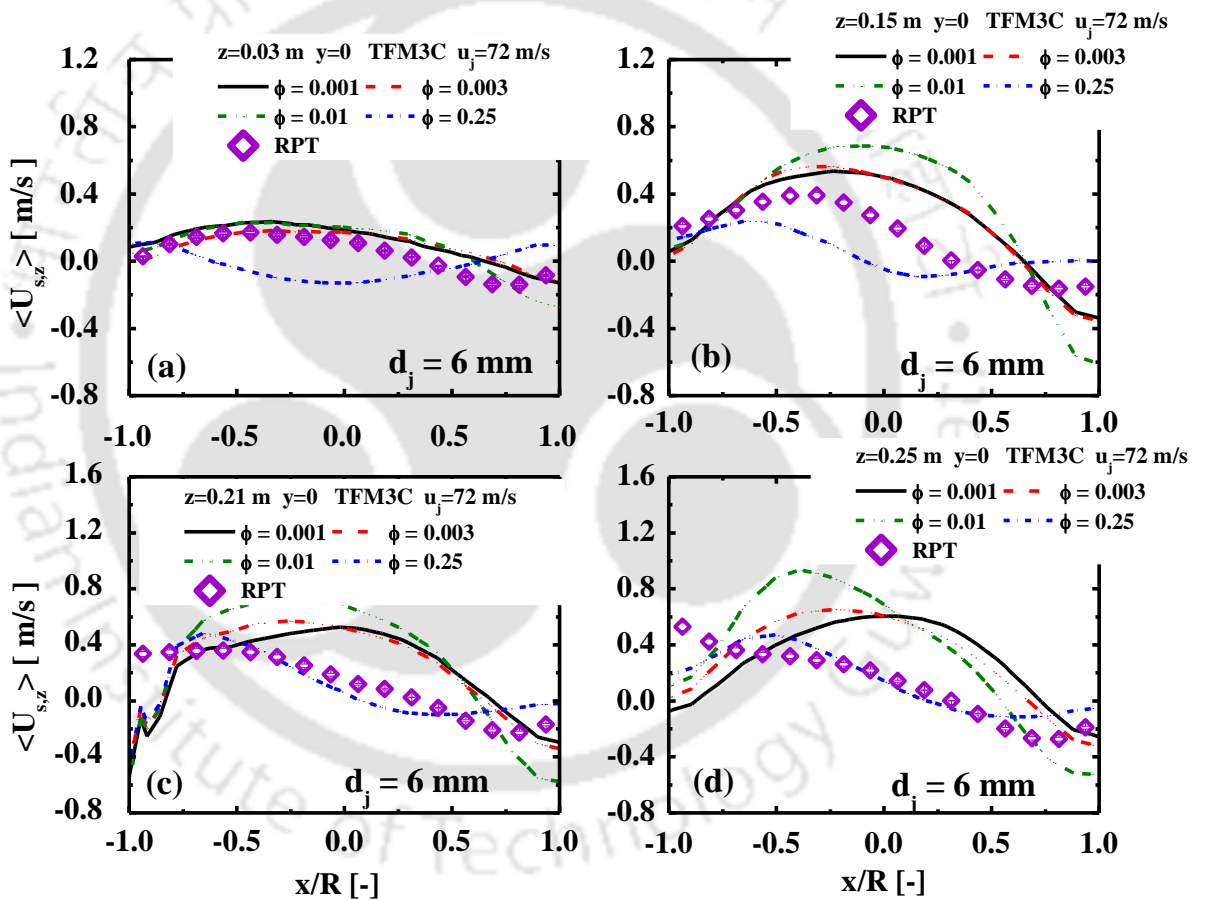 z=0.03 m y=0 TFM3C u_j=72 m/s
ϕ = 0.001 ϕ = 0.003
ϕ = 0.01 ϕ = 0.25
RPT
1.2
0.8
0.4
0.0
-0.4
-0.8
<U_s,z> [ m/s ]
(a)
d_j = 6 mm
-1.0 -0.5 0.0 0.5 1.0
z=0.15 m y=0 TFM3C u_j=72 m/s
ϕ = 0.001 ϕ = 0.003
ϕ = 0.01 ϕ = 0.25
RPT
1.2
0.8
0.4
0.0
-0.4
-0.8
(b)
d_j = 6 mm
-1.0 -0.5 0.0 0.5 1.0
z=0.21 m y=0 TFM3C u_j=72 m/s
ϕ = 0.001 ϕ = 0.003
ϕ = 0.01 ϕ = 0.25
RPT
1.6
1.2
0.8
0.4
0.0
-0.4
-0.8
<U_s,z> [ m/s ]
(c)
d_j = 6 mm
-1.0 -0.5 0.0 0.5 1.0
x/R [-]
z=0.25 m y=0 TFM3C u_j=72 m/s
ϕ = 0.001 ϕ = 0.003
ϕ = 0.01 ϕ = 0.25
RPT
1.6
1.2
0.8
0.4
0.0
-0.4
-0.8
(d)
d_j = 6 mm
-1.0 -0.5 0.0 0.5 1.0
x/R [-]
Indian Institute of Technology